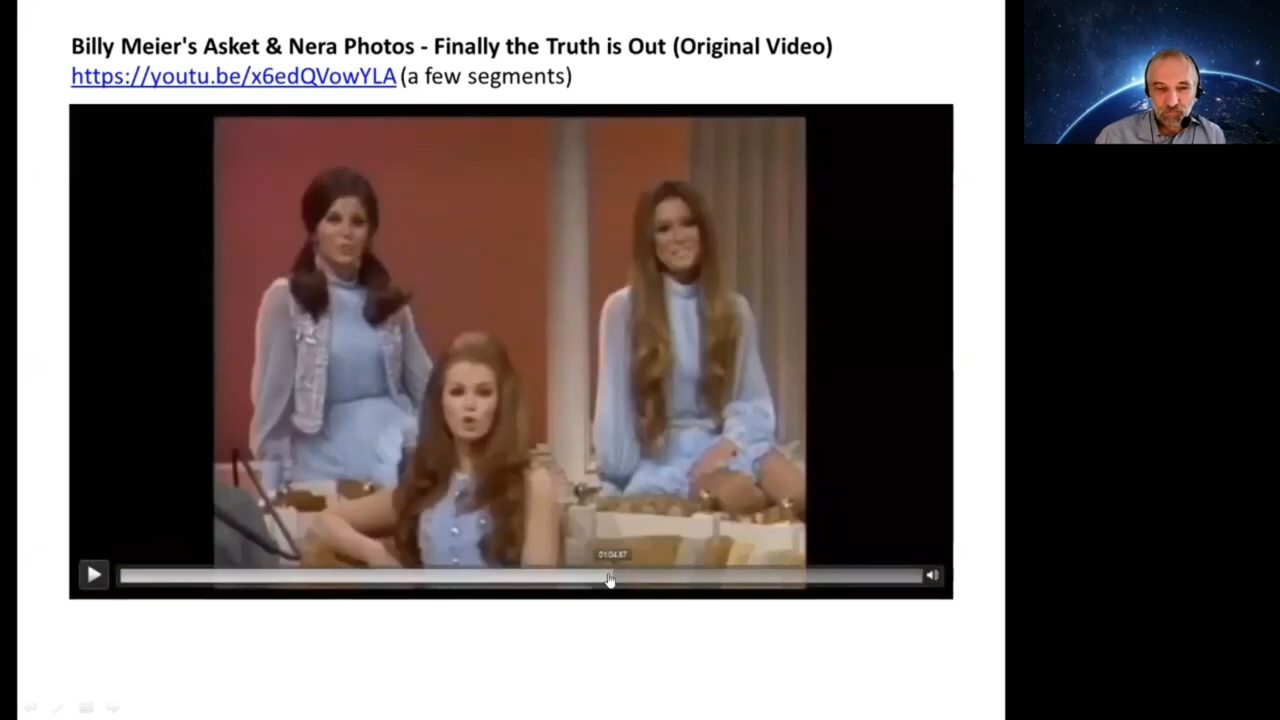 Billy Meier's Asket & Nera Photos - Finally the Truth is Out (Original Video)
https://youtu.be/x6edQVowYLA (a few segments)
01:04.87